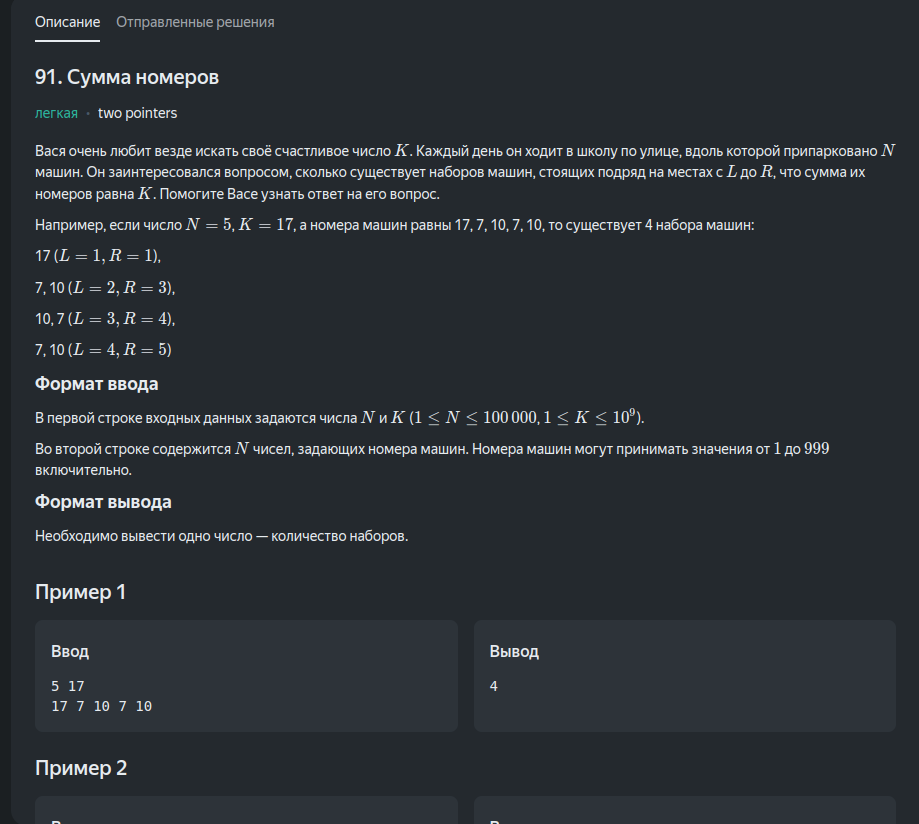 Описание Отправленные решения
91. Сумма номеров
легкая · two pointers
Вася очень любит везде искать своё счастливое число K. Каждый день он ходит в школу по улице, вдоль которой припарковано N
машин. Он заинтересовался вопросом, сколько существует наборов машин, стоящих подряд на местах с L до R, что сумма их
номеров равна K. Помогите Васе узнать ответ на его вопрос.
Например, если число N = 5, K = 17, а номера машин равны 17, 7, 10, 7, 10, то существует 4 набора машин:
17 (L = 1, R = 1),
7, 10 (L = 2, R = 3),
10, 7 (L = 3, R = 4),
7, 10 (L = 4, R = 5)
Формат ввода
В первой строке входных данных задаются числа N и K (1 ≤ N ≤ 100 000, 1 ≤ K ≤ 10⁹).
Во второй строке содержится N чисел, задающих номера машин. Номера машин могут принимать значения от 1 до 999
включительно.
Формат вывода
Необходимо вывести одно число — количество наборов.
Пример 1
Ввод Вывод
5 17 4
17 7 10 7 10
Пример 2